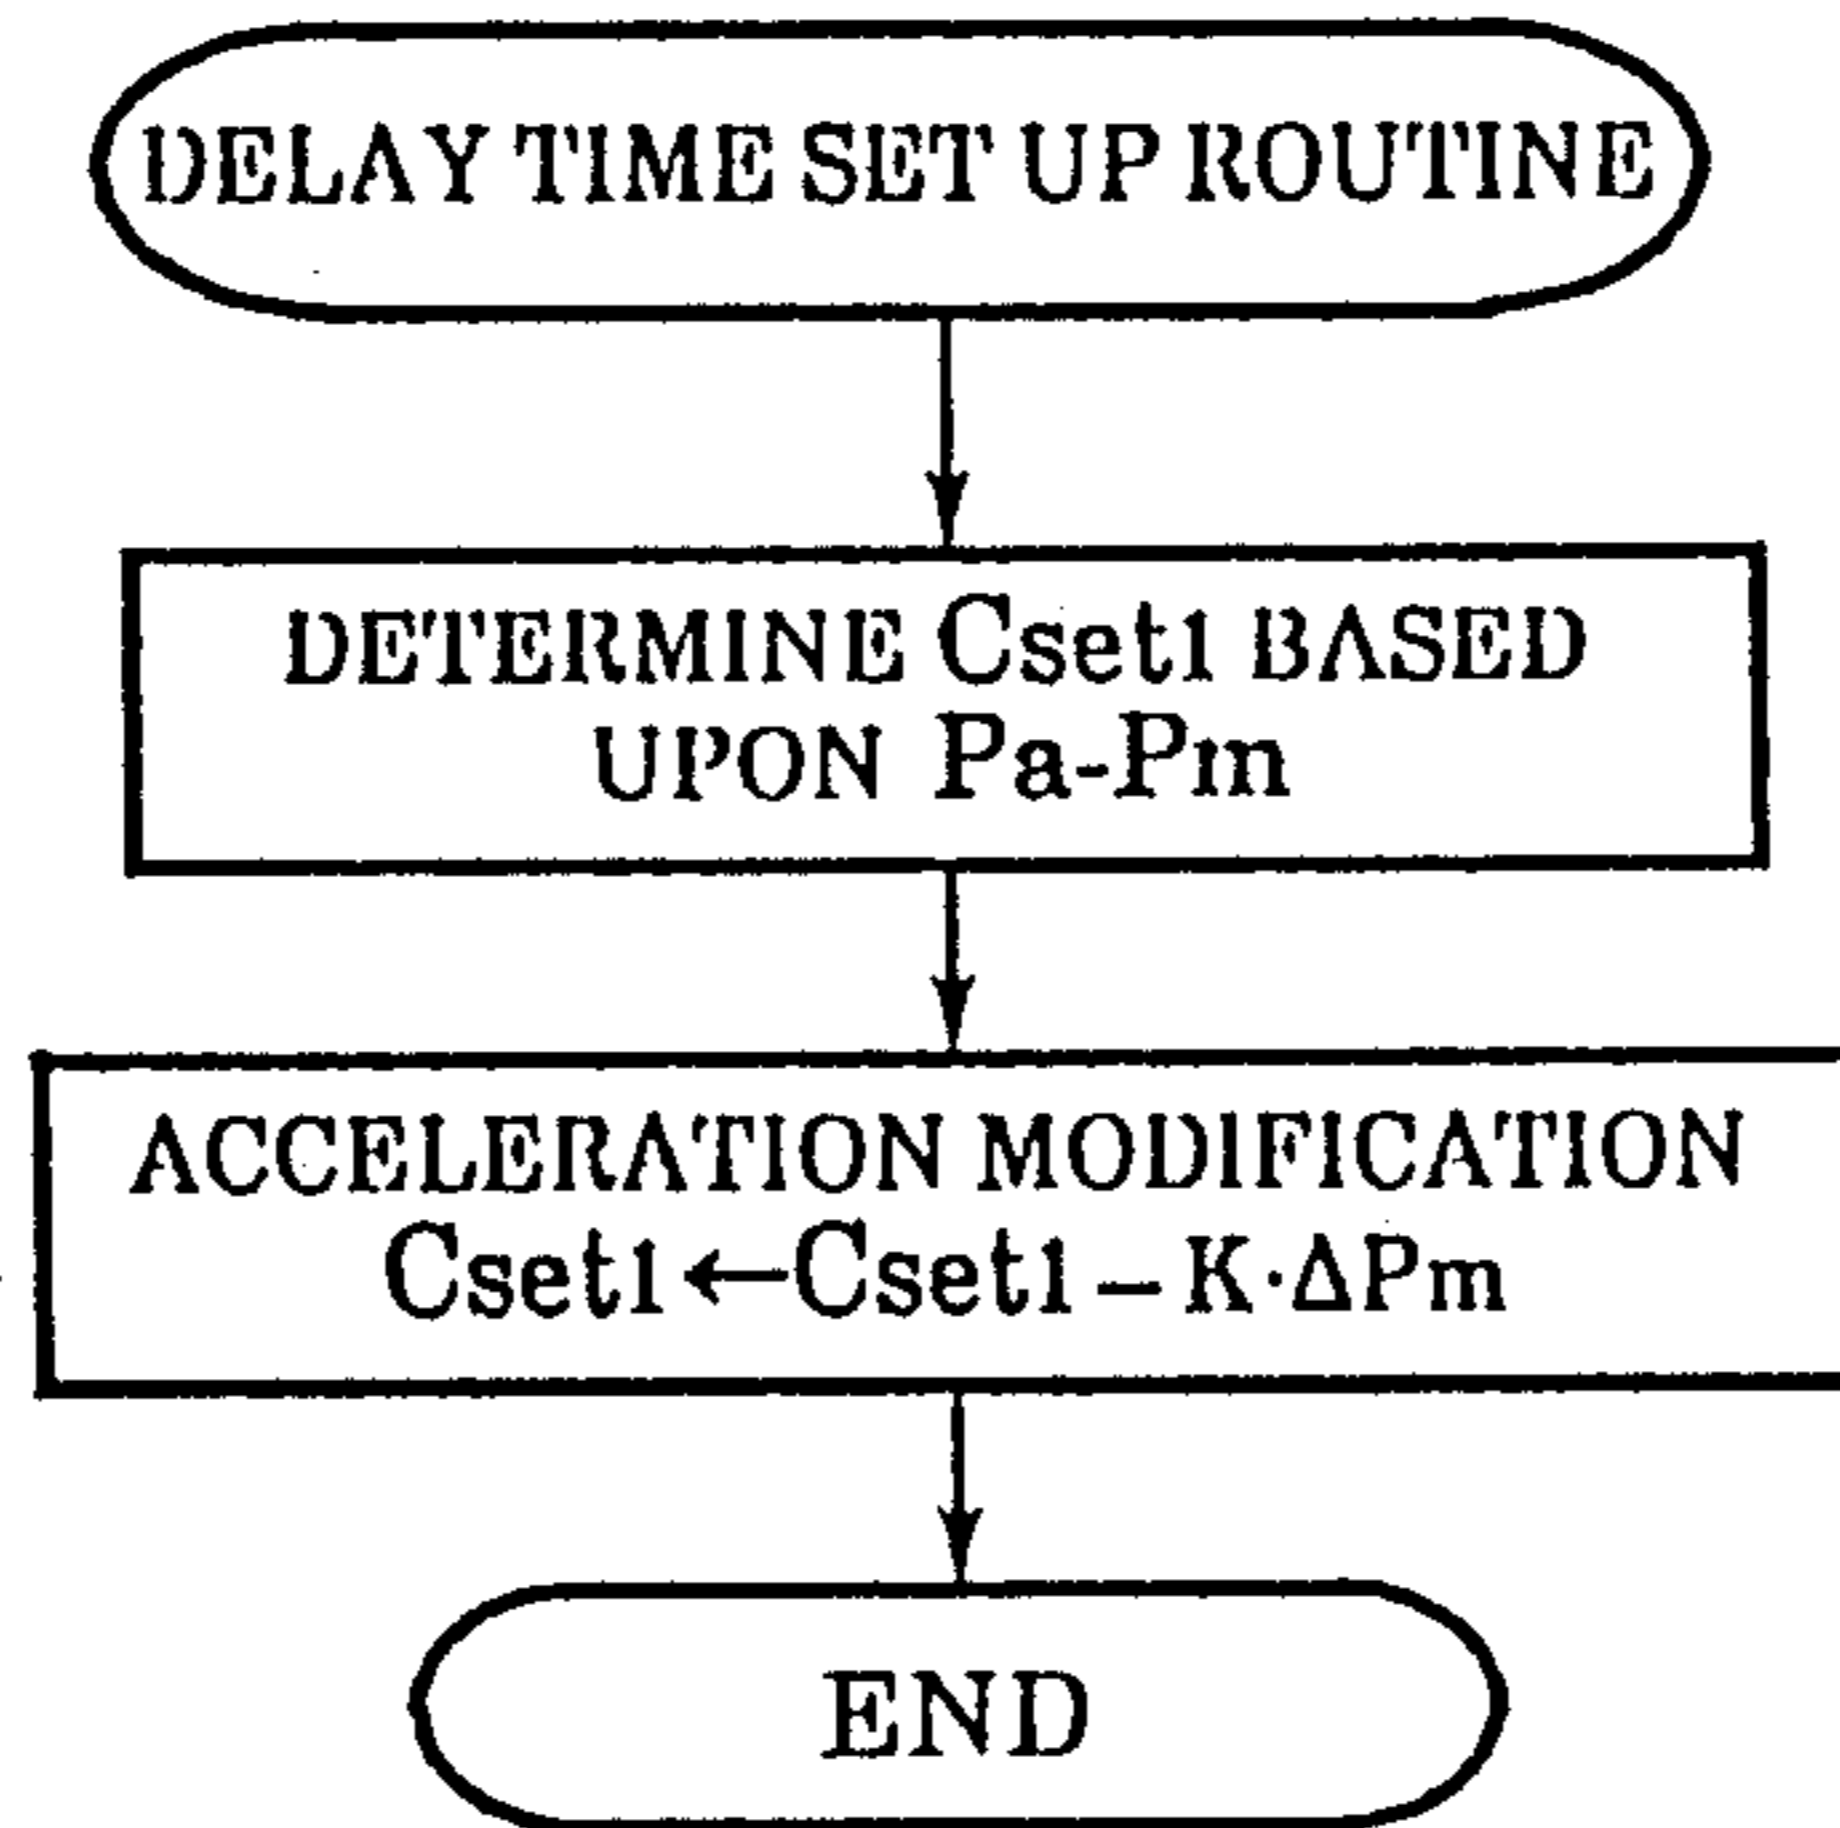 DELAY TIME SET UP ROUTINE
DETERMINE Cset1 BASED
UPON Pa-Pm
ACCELERATION MODIFICATION
Cset1←Cset1-K·ΔPm
END